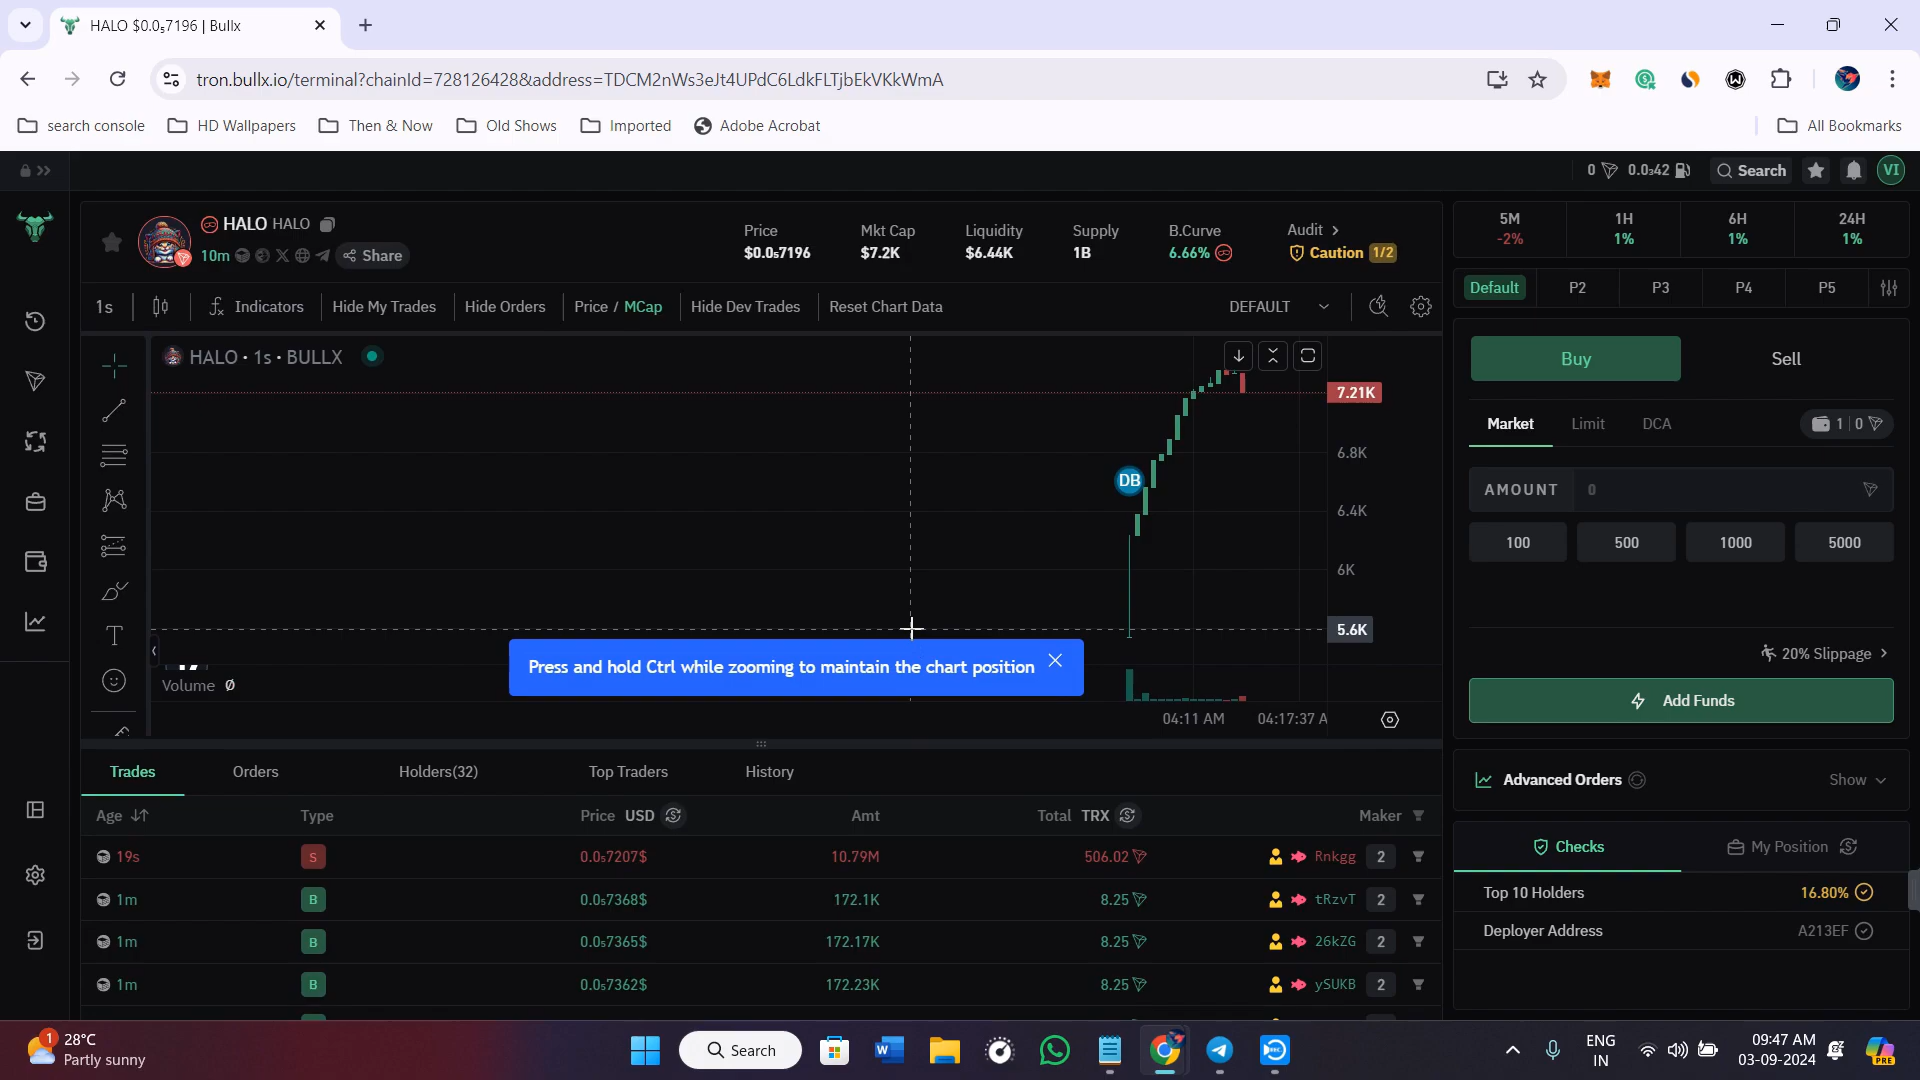 HALO $0.0₅7196 | Bullx
tron.bullx.io/terminal?chainId=728126428&address=TDCM2nWs3eJt4UPdC6LdkFLTjbEkVKkWmA
search console
HD Wallpapers
Then & Now
Old Shows
Imported
Adobe Acrobat
All Bookmarks
0
0.0₃42
Search
VI
HALO HALO
10m
Share
Price
$0.0₅7196
Mkt Cap
$7.2K
Liquidity
$6.44K
Supply
1B
B.Curve
6.66%
Audit
Caution 1/2
5M
-2%
1H
1%
6H
1%
24H
1%
1s
Indicators
Hide My Trades
Hide Orders
Price / MCap
Hide Dev Trades
Reset Chart Data
DEFAULT
Default
P2
P3
P4
P5
HALO • 1s • BULLX
DB
7.21K
6.8K
6.4K
6K
5.6K
Press and hold Ctrl while zooming to maintain the chart position
Volume Ø
04:11 AM
04:17:37 A
Buy
Sell
Market
Limit
DCA
1 | 0
AMOUNT 0
100
500
1000
5000
20% Slippage
Add Funds
Advanced Orders
Show
Checks
My Position
Top 10 Holders
16.80%
Deployer Address
A213EF
Trades
Orders
Holders(32)
Top Traders
History
Age
Type
Price USD
Amt
Total TRX
Maker
19s S 0.0₅7207$ 10.79M 506.02 Rnkgg 2
1m B 0.0₅7368$ 172.1K 8.25 tRzvT 2
1m B 0.0₅7365$ 172.17K 8.25 26kZG 2
1m B 0.0₅7362$ 172.23K 8.25 ySUKB 2
1
28°C
Partly sunny
Search
ENG
IN
09:47 AM
03-09-2024
PRE